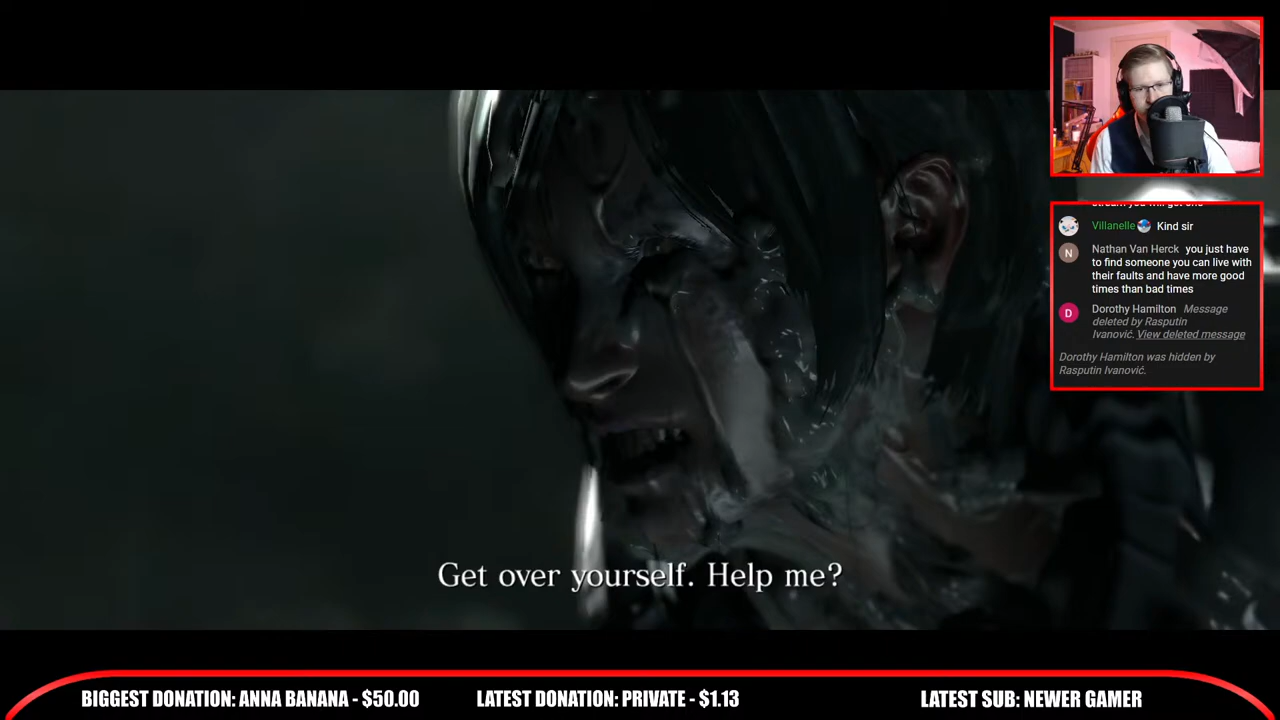 Villanelle Kind sir
Nathan Van Herck you just have
to find someone you can live with
their faults and have more good
times than bad times
Dorothy Hamilton Message
deleted by Rasputin
Ivanović. View deleted message
Dorothy Hamilton was hidden by
Rasputin Ivanović.
Get over yourself. Help me?
BIGGEST DONATION: ANNA BANANA - $50.00
LATEST DONATION: PRIVATE - $1.13
LATEST SUB: NEWER GAMER